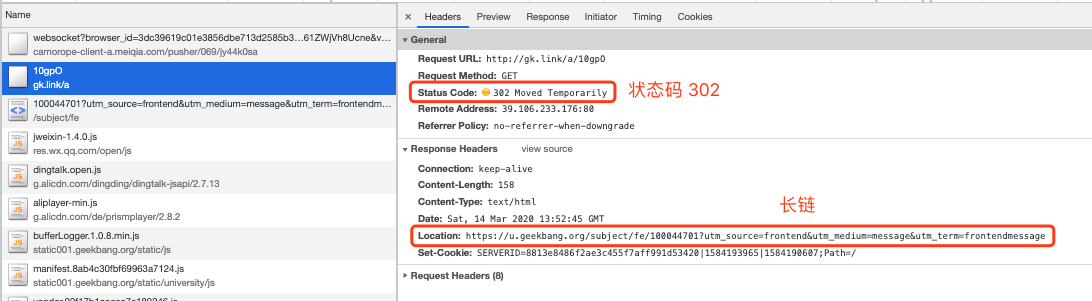 Name
× Headers Preview Response Initiator Timing Cookies
websocket?browser_id=3dc39619c01e3856dbe713d2585b3...61ZWjVh8Ucne&v...
camorope-client-a.meiqia.com/pusher/069/jy44k0sa
10gpO
gk.link/a
100044701?utm_source=frontend&utm_medium=message&utm_term=frontendm...
/subject/fe
jweixin-1.4.0.js
res.wx.qq.com/open/js
dingtalk.open.js
g.alicdn.com/dingding/dingtalk-jsapi/2.7.13
aliplayer-min.js
g.alicdn.com/de/prismplayer/2.8.2
bufferLogger.1.0.8.min.js
static001.geekbang.org/static/js
manifest.8ab4c30fbf69963a7124.js
static001.geekbang.org/static/university/js
▼ General
Request URL: http://gk.link/a/10gpO
Request Method: GET
Status Code: 302 Moved Temporarily
状态码 302
Remote Address: 39.106.233.176:80
Referrer Policy: no-referrer-when-downgrade
▼ Response Headers view source
Connection: keep-alive
Content-Length: 158
Content-Type: text/html
长链
Date: Sat, 14 Mar 2020 13:52:45 GMT
Location: https://u.geekbang.org/subject/fe/100044701?utm_source=frontend&utm_medium=message&utm_term=frontendmessage
Set-Cookie: SERVERID=8813e8486f2ae3c455f7aff991d53420|1584193965|1584190607;Path=/
▶ Request Headers (8)